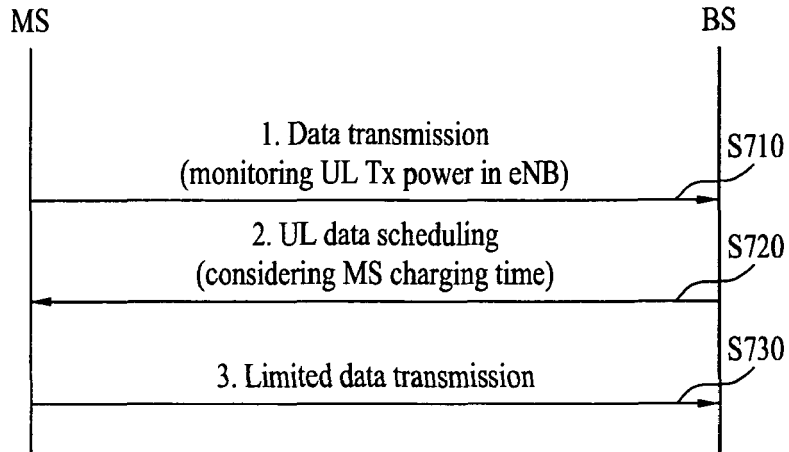 MS
BS
1. Data transmission
(monitoring UL Tx power in eNB)
S710
2. UL data scheduling
(considering MS charging time)
S720
3. Limited data transmission
S730